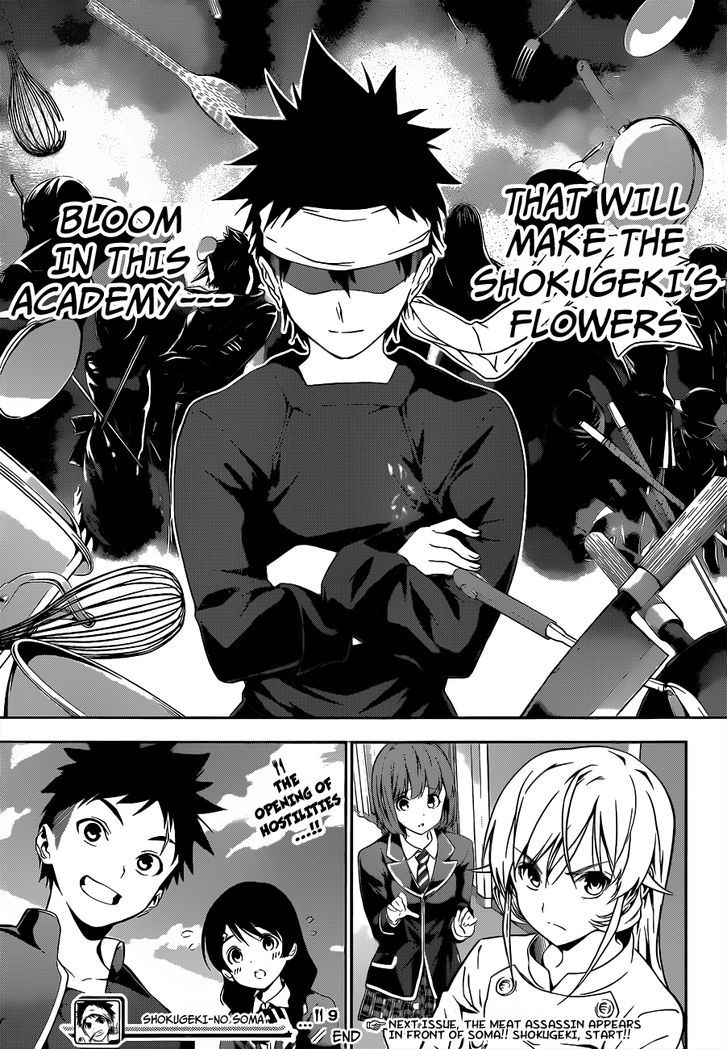 THAT WILL
MAKE THE
SHOKUGEKI'S
FLOWERS
BLOOM
IN THIS
ACADEMY---
!!
THE
OPENING OF
HOSTILITIES
...!!
SHOKUGEKI-NO.SOMA
...119
// END
NEXT ISSUE, THE MEAT ASSASSIN APPEARS
IN FRONT OF SOMA!! SHOKUGEKI, START!!